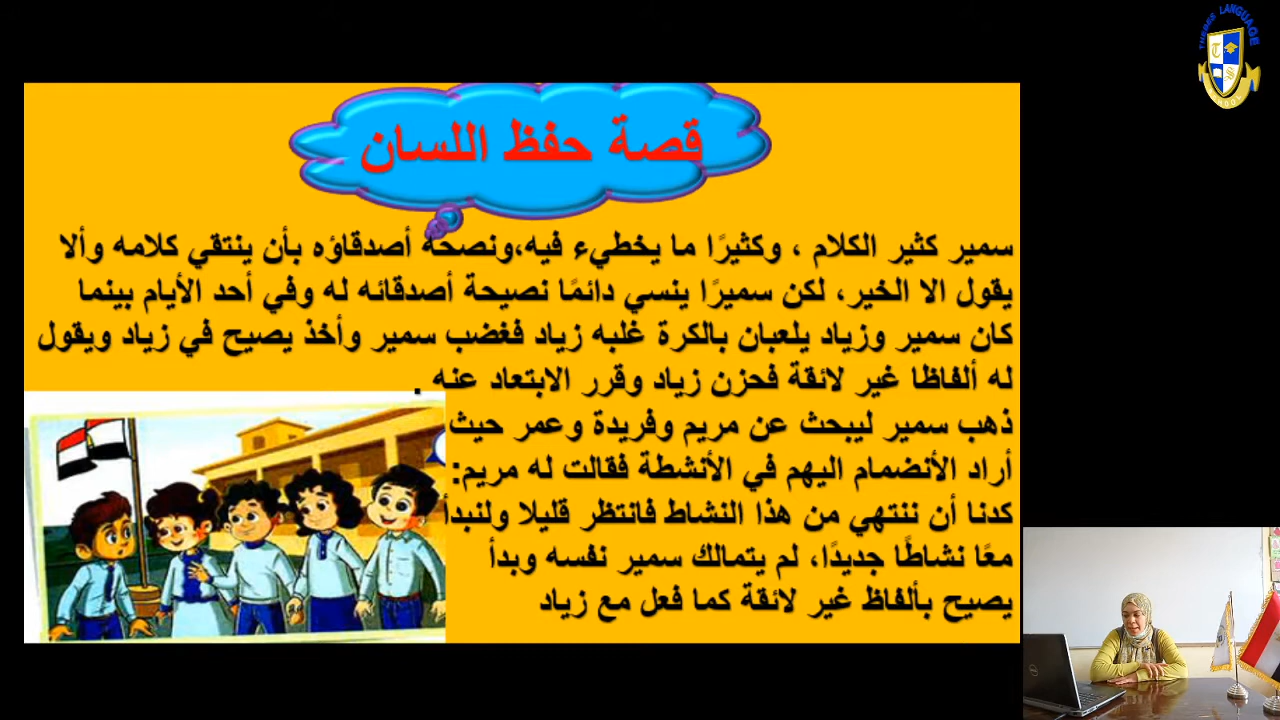 THEBES LANGUAGE
SCHOOL
قصة حفظ اللسان
سمير كثير الكلام ، وكثيرًا ما يخطيء فيه،ونصحه أصدقاؤه بأن ينتقي كلامه وألا
يقول الا الخير، لكن سميرًا ينسي دائمًا نصيحة أصدقائه له وفي أحد الأيام بينما
كان سمير وزياد يلعبان بالكرة غلبه زياد فغضب سمير وأخذ يصيح في زياد ويقول
له ألفاظا غير لائقة فحزن زياد وقرر الابتعاد عنه .
ذهب سمير ليبحث عن مريم وفريدة وعمر حيث
أراد الأنضمام اليهم في الأنشطة فقالت له مريم:
كدنا أن ننتهي من هذا النشاط فانتظر قليلا ولنبدأ
معًا نشاطًا جديدًا، لم يتمالك سمير نفسه وبدأ
يصيح بألفاظ غير لائقة كما فعل مع زياد